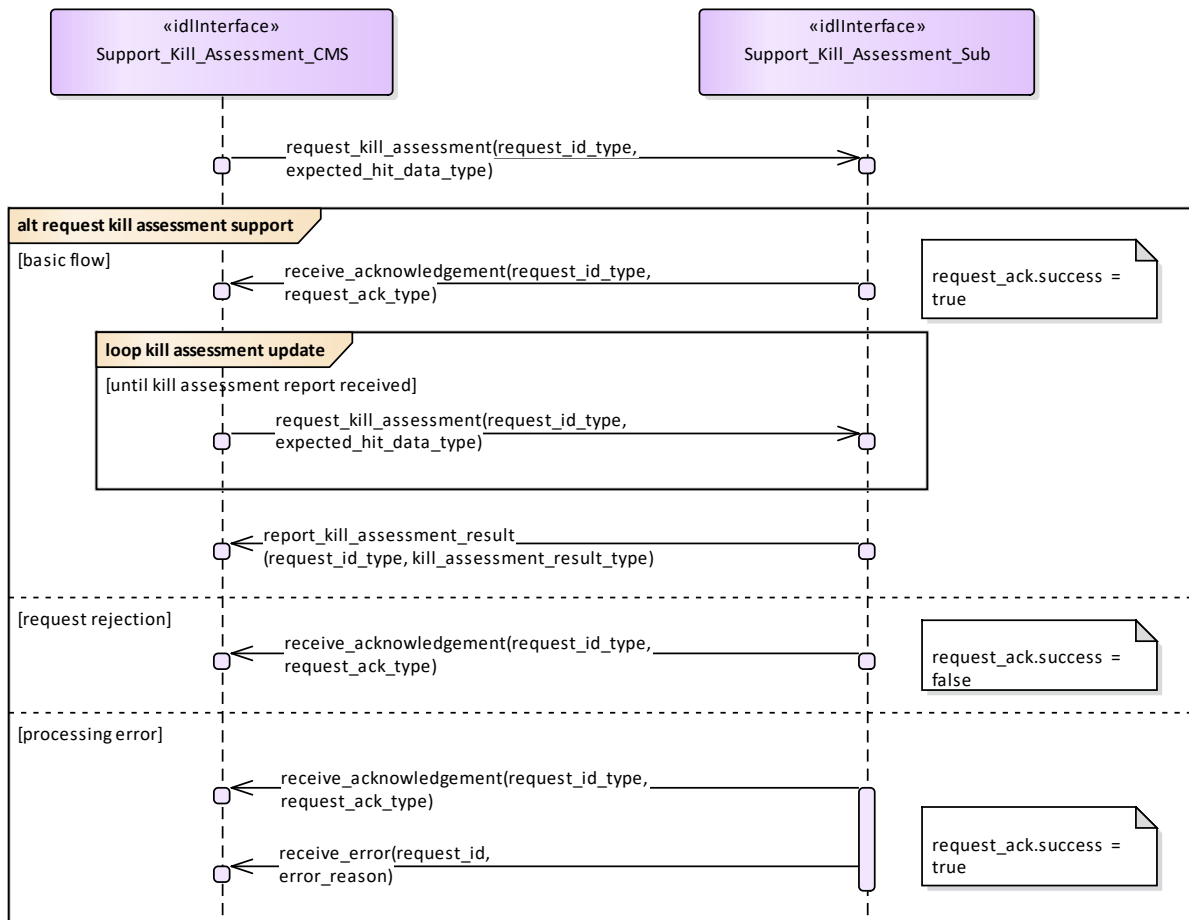 «idlInterface»
Support_Kill_Assessment_CMS
«idlInterface»
Support_Kill_Assessment_Sub
request_kill_assessment(request_id_type,
expected_hit_data_type)
alt request kill assessment support
[basic flow]
receive_acknowledgement(request_id_type,
request_ack_type)
request_ack.success =
true
loop kill assessment update
[until kill assessment report received]
request_kill_assessment(request_id_type,
expected_hit_data_type)
report_kill_assessment_result
(request_id_type, kill_assessment_result_type)
[request rejection]
receive_acknowledgement(request_id_type,
request_ack_type)
request_ack.success =
false
[processing error]
receive_acknowledgement(request_id_type,
request_ack_type)
receive_error(request_id,
error_reason)
request_ack.success =
true